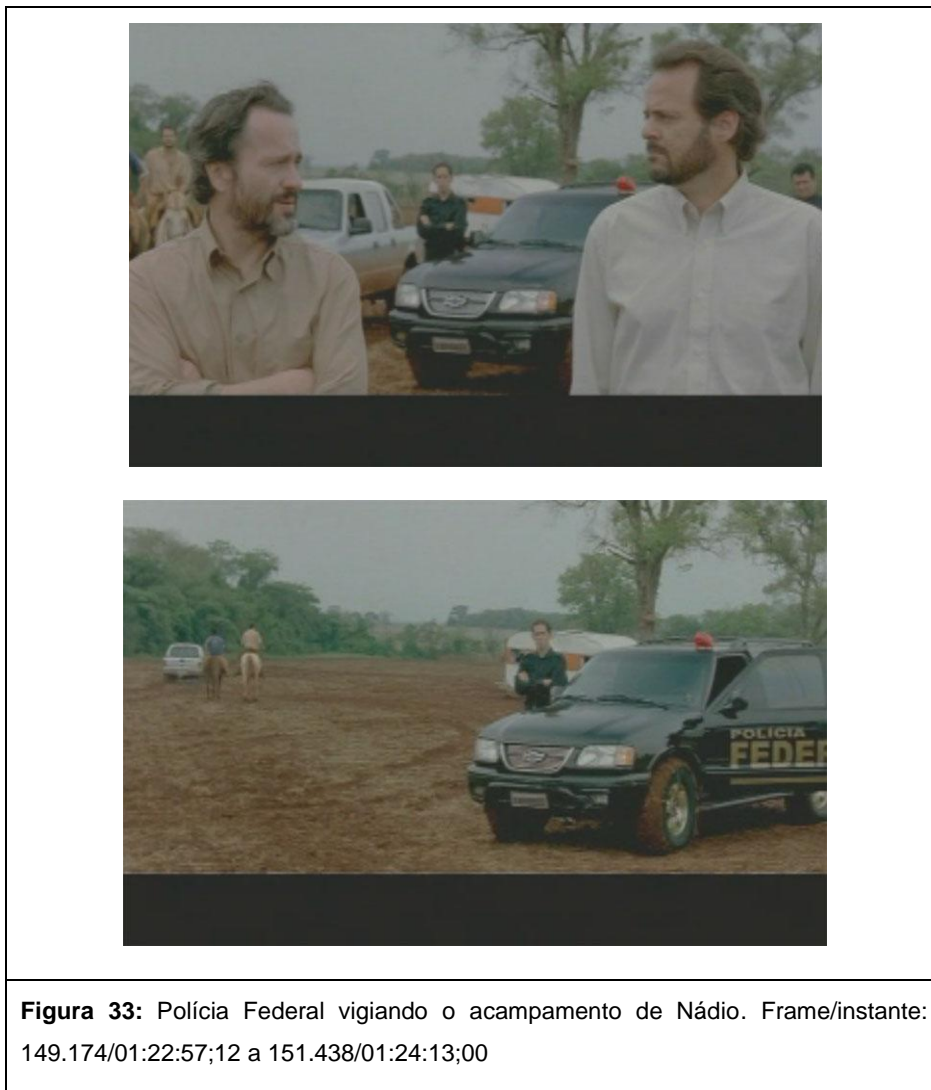 POLÍCIA
FEDER
Figura 33: Polícia Federal vigiando o acampamento de Nádio. Frame/instante:
149.174/01:22:57;12 a 151.438/01:24:13;00